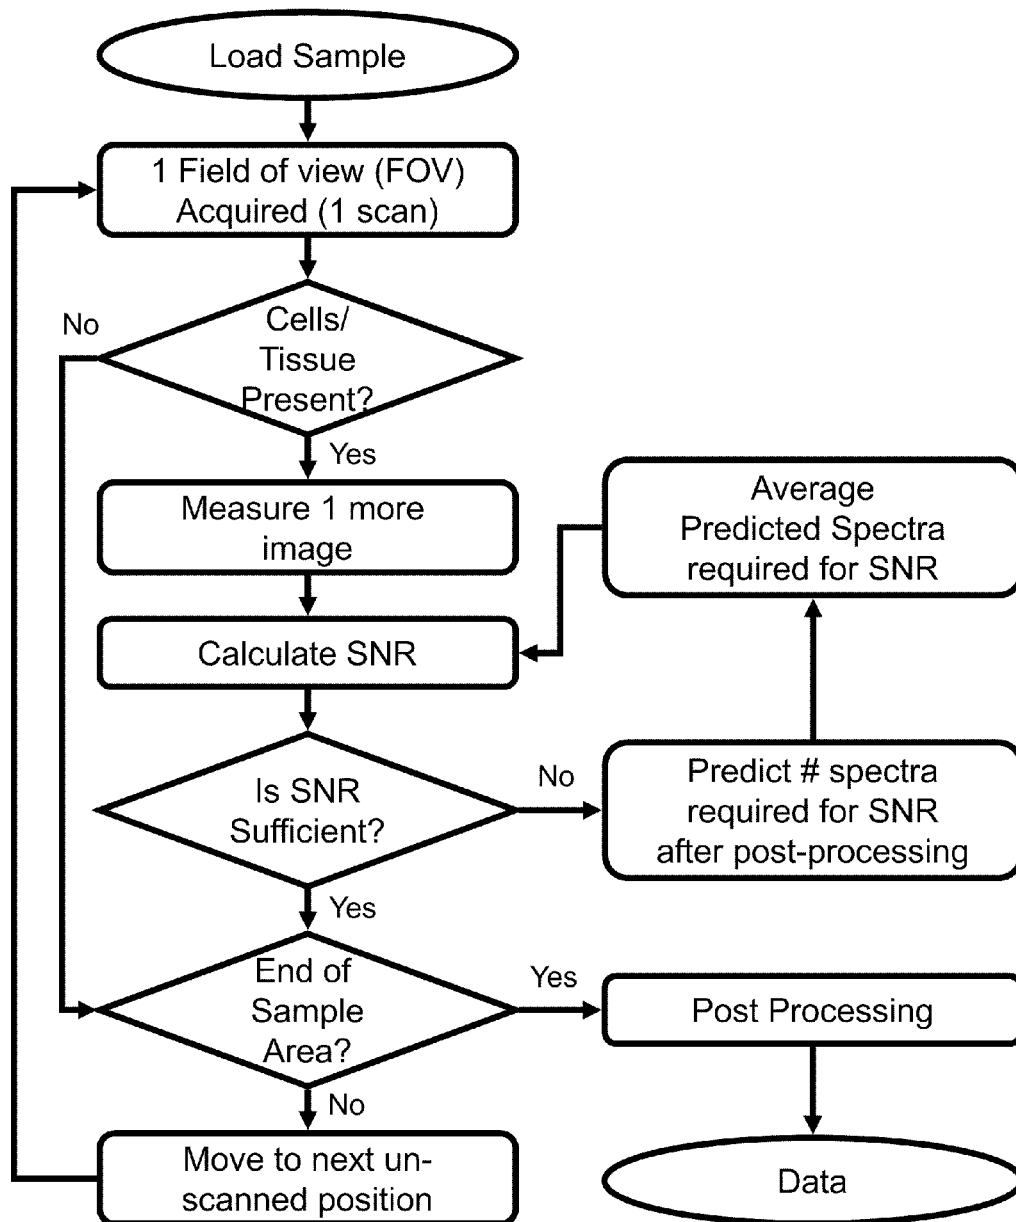 Load Sample
1 Field of view (FOV)
Acquired (1 scan)
No
Cells/
Tissue
Present?
Yes
Measure 1 more
image
Average
Predicted Spectra
required for SNR
Calculate SNR
Is SNR
Sufficient?
No
Predict # spectra
required for SNR
after post-processing
Yes
End of
Sample
Area?
Yes
Post Processing
No
Move to next un-
scanned position
Data